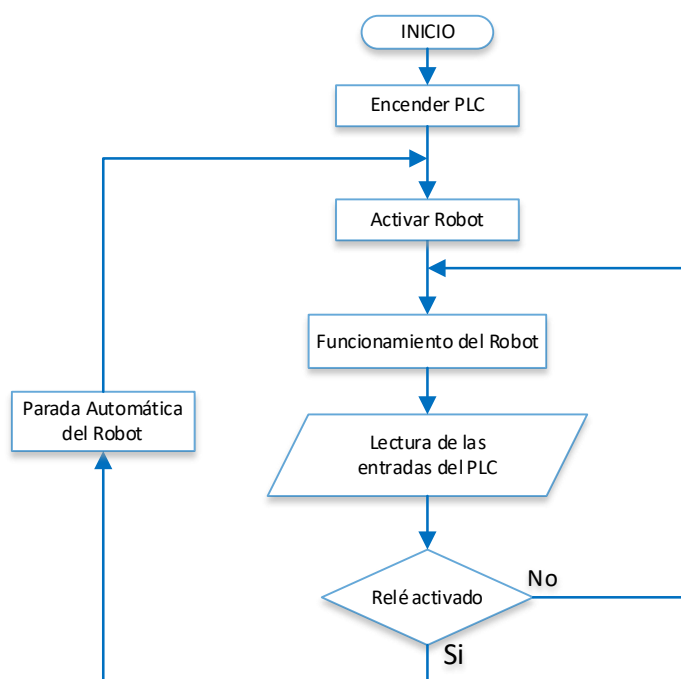 INICIO
Encender PLC
Activar Robot
Funcionamiento del Robot
Parada Automática
del Robot
Lectura de las
entradas del PLC
Relé activado
No
Si